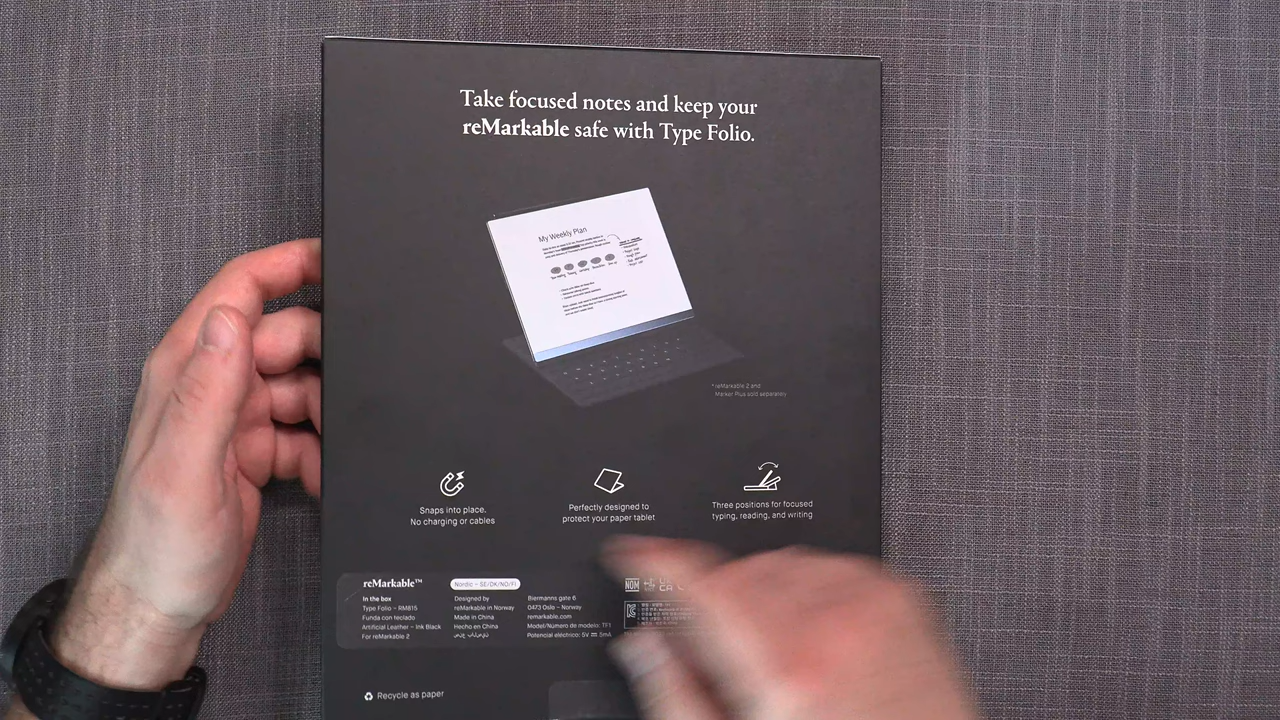 Take focused notes and keep your
reMarkable safe with Type Folio.
My Weekly Plan
* reMarkable 2 and
Marker Plus sold separately
Snaps into place.
No charging or cables
Perfectly designed to
protect your paper tablet
Three positions for focused
typing, reading, and writing
reMarkable™
In the box
Type Folio – RM815
Funda con teclado
Artificial Leather – Ink Black
For reMarkable 2
Nordic – SE/DK/NO/FI
Designed by
reMarkable in Norway
Made in China
Hecho en China
Biermanns gate 6
0473 Oslo – Norway
remarkable.com
Model/Número de modelo: TF1
Potencial eléctrico: 5V ⎓ 5mA
NOM
UK
CA
Recycle as paper